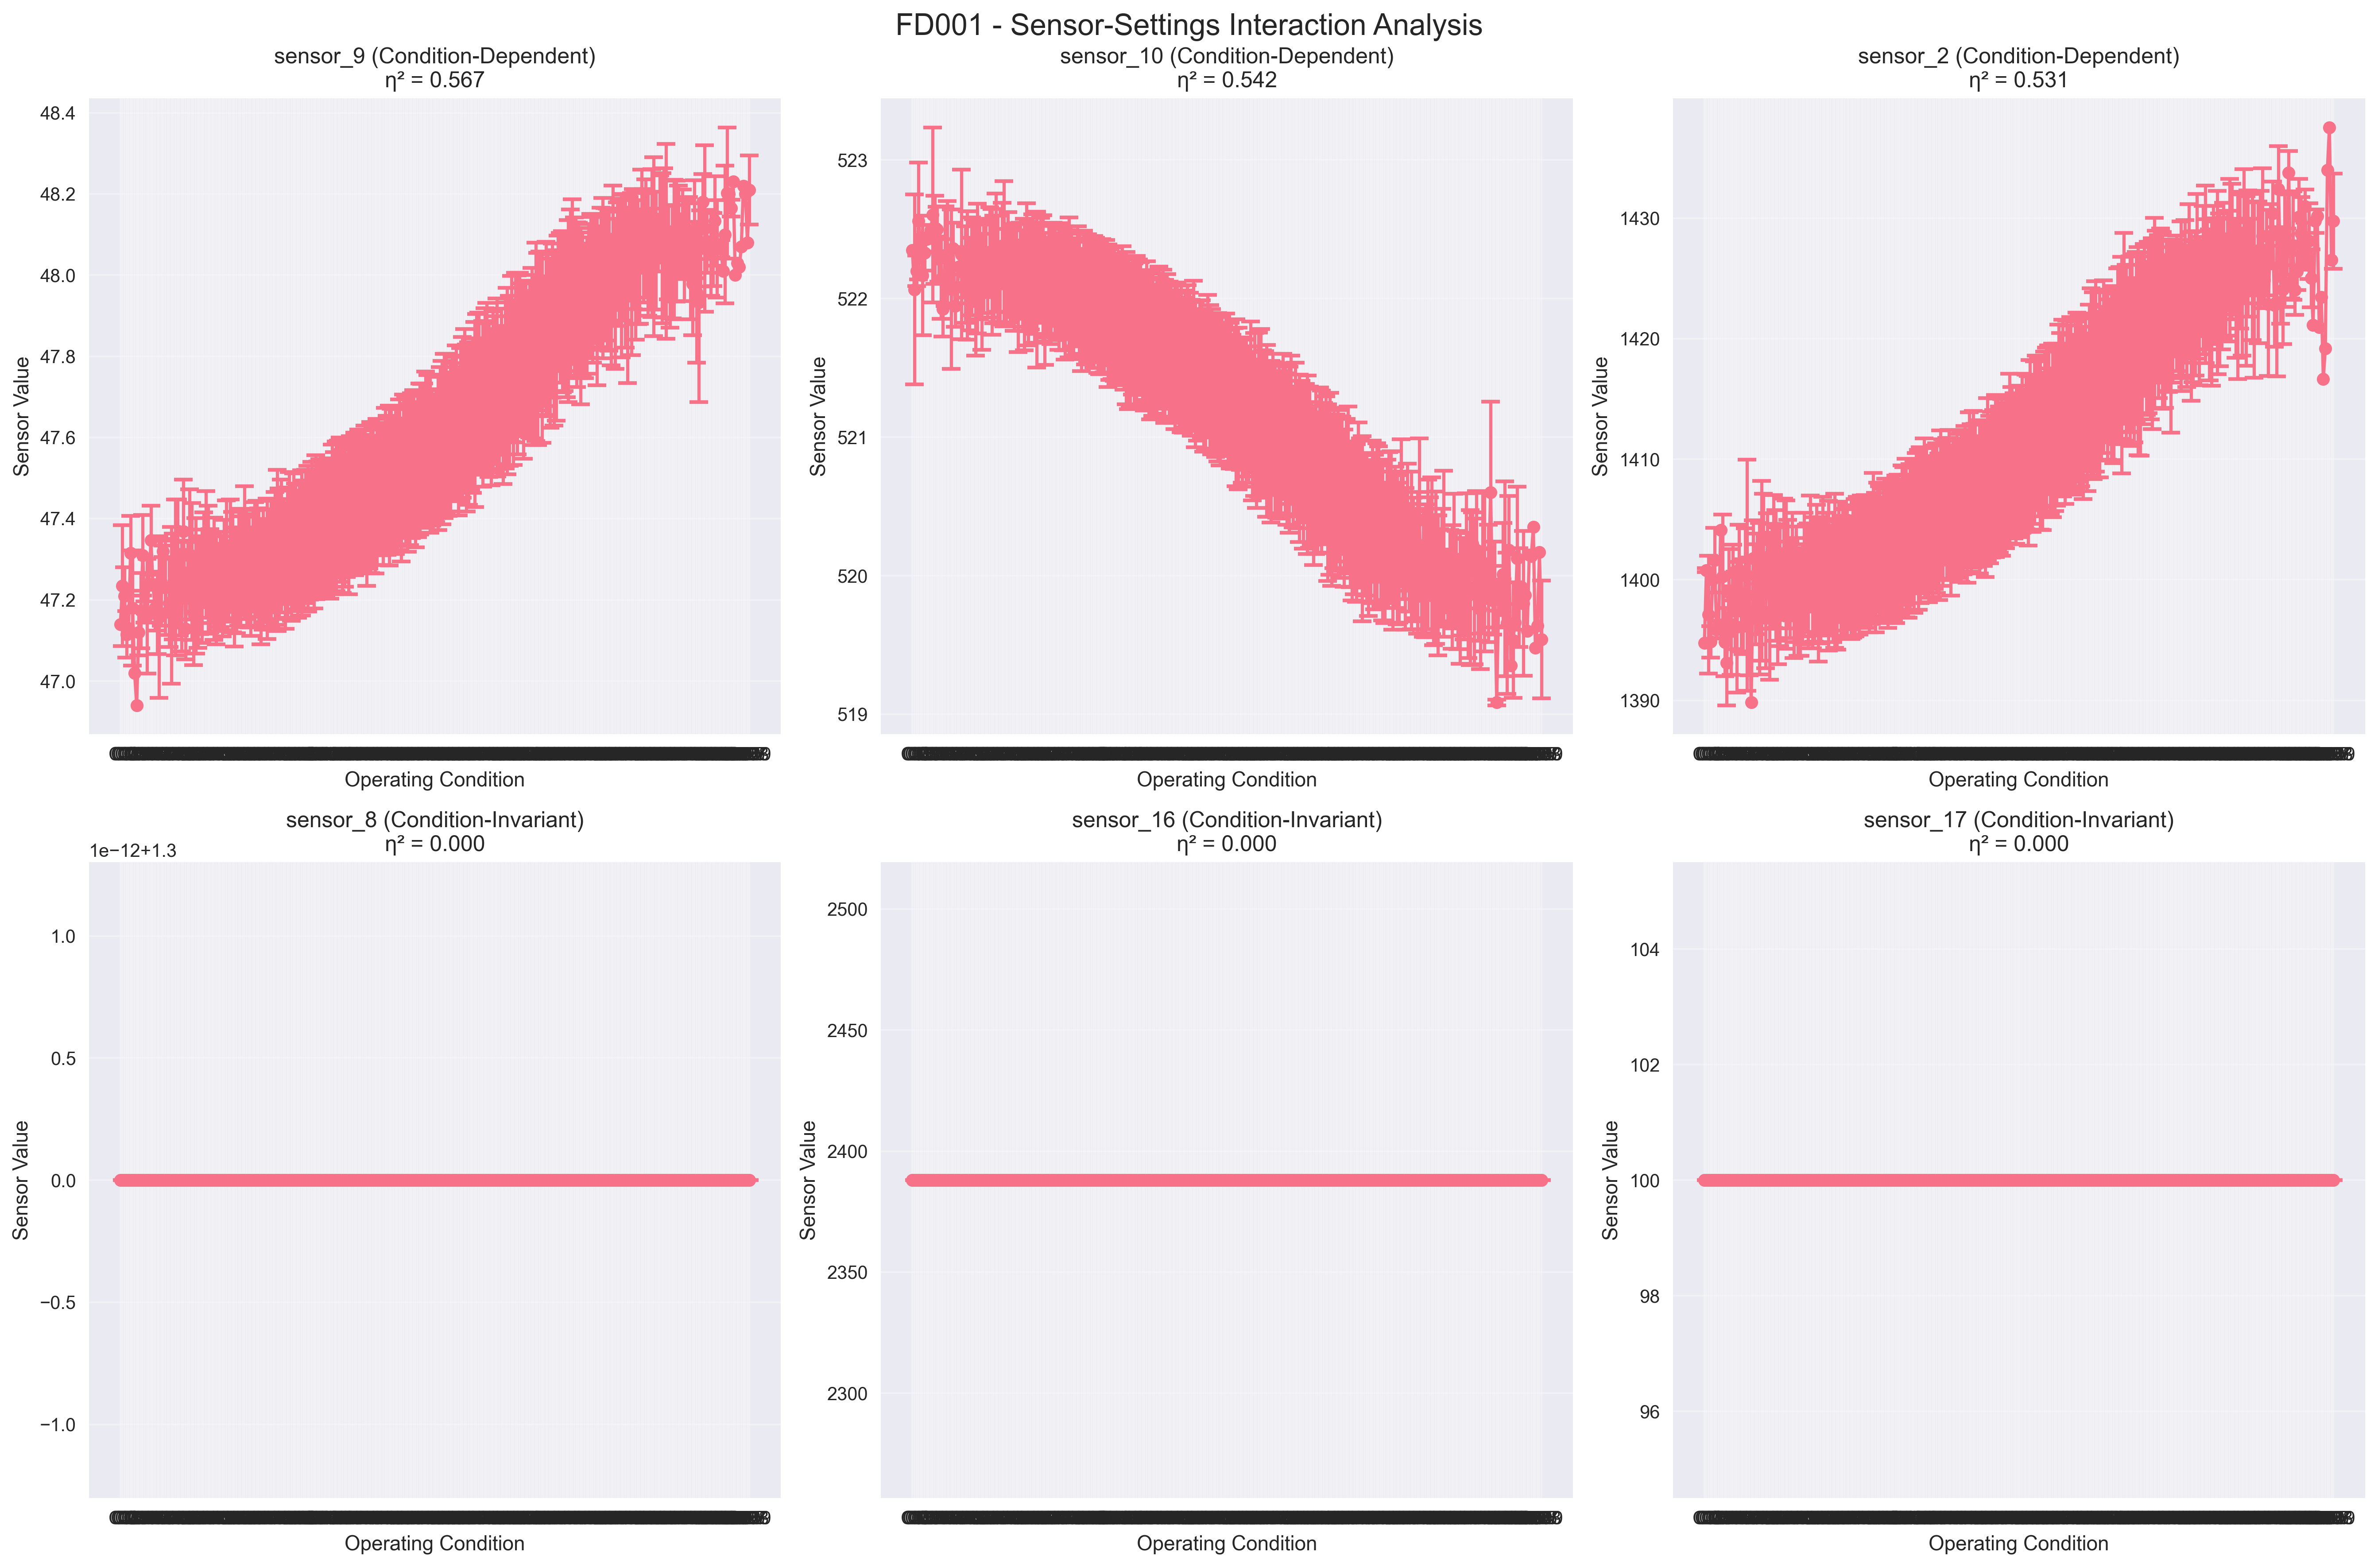 FD001 - Sensor-Settings Interaction Analysis
sensor_9 (Condition-Dependent)
η² = 0.567
48.4
48.2
48.0
47.8
47.6
47.4
47.2
47.0
Sensor Value
Operating Condition
sensor_10 (Condition-Dependent)
η² = 0.542
523
522
521
520
519
Sensor Value
Operating Condition
sensor_2 (Condition-Dependent)
η² = 0.531
1430
1420
1410
1400
1390
Sensor Value
Operating Condition
sensor_8 (Condition-Invariant)
η² = 0.000
1e−12+1.3
1.0
0.5
0.0
−0.5
−1.0
Sensor Value
Operating Condition
sensor_16 (Condition-Invariant)
η² = 0.000
2500
2450
2400
2350
2300
Sensor Value
Operating Condition
sensor_17 (Condition-Invariant)
η² = 0.000
104
102
100
98
96
Sensor Value
Operating Condition